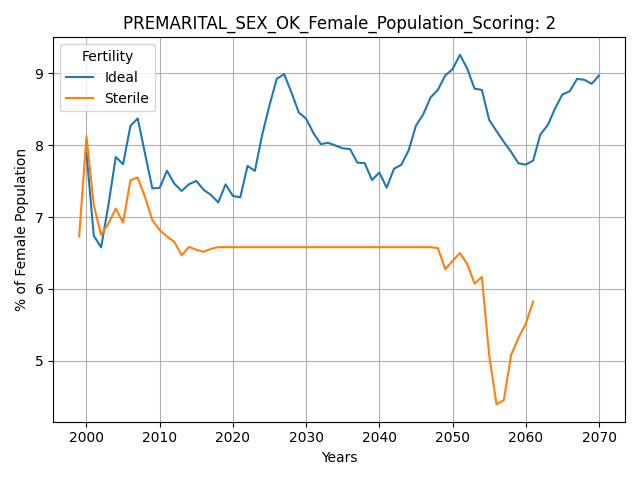 PREMARITAL_SEX_OK_Female_Population_Scoring: 2
Fertility
Ideal
Sterile
% of Female Population
9
8
7
6
5
2000 2010 2020 2030 2040 2050 2060 2070
Years